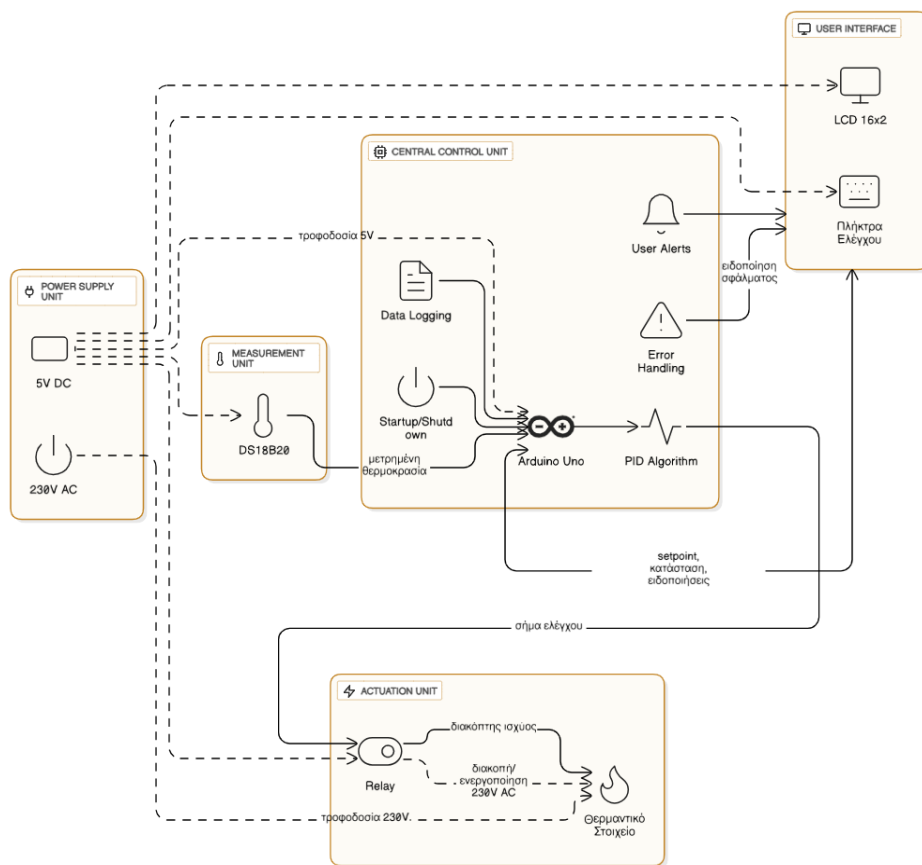 USER INTERFACE
LCD 16x2
Πλήκτρα
Ελέγχου
CENTRAL CONTROL UNIT
User Alerts
ειδοποίηση
σφάλματος
Error
Handling
Data Logging
Startup/Shutd
own
Arduino Uno
PID Algorithm
τροφοδοσία 5V
POWER SUPPLY
UNIT
5V DC
230V AC
MEASUREMENT
UNIT
DS18B20
μετρημένη
θερμοκρασία
setpoint,
κατάσταση,
ειδοποιήσεις
σήμα ελέγχου
ACTUATION UNIT
διακόπτης ισχύος
Relay
διακοπή/
ενεργοποίηση
230V AC
τροφοδοσία 230V.
Θερμαντικό
Στοιχείο